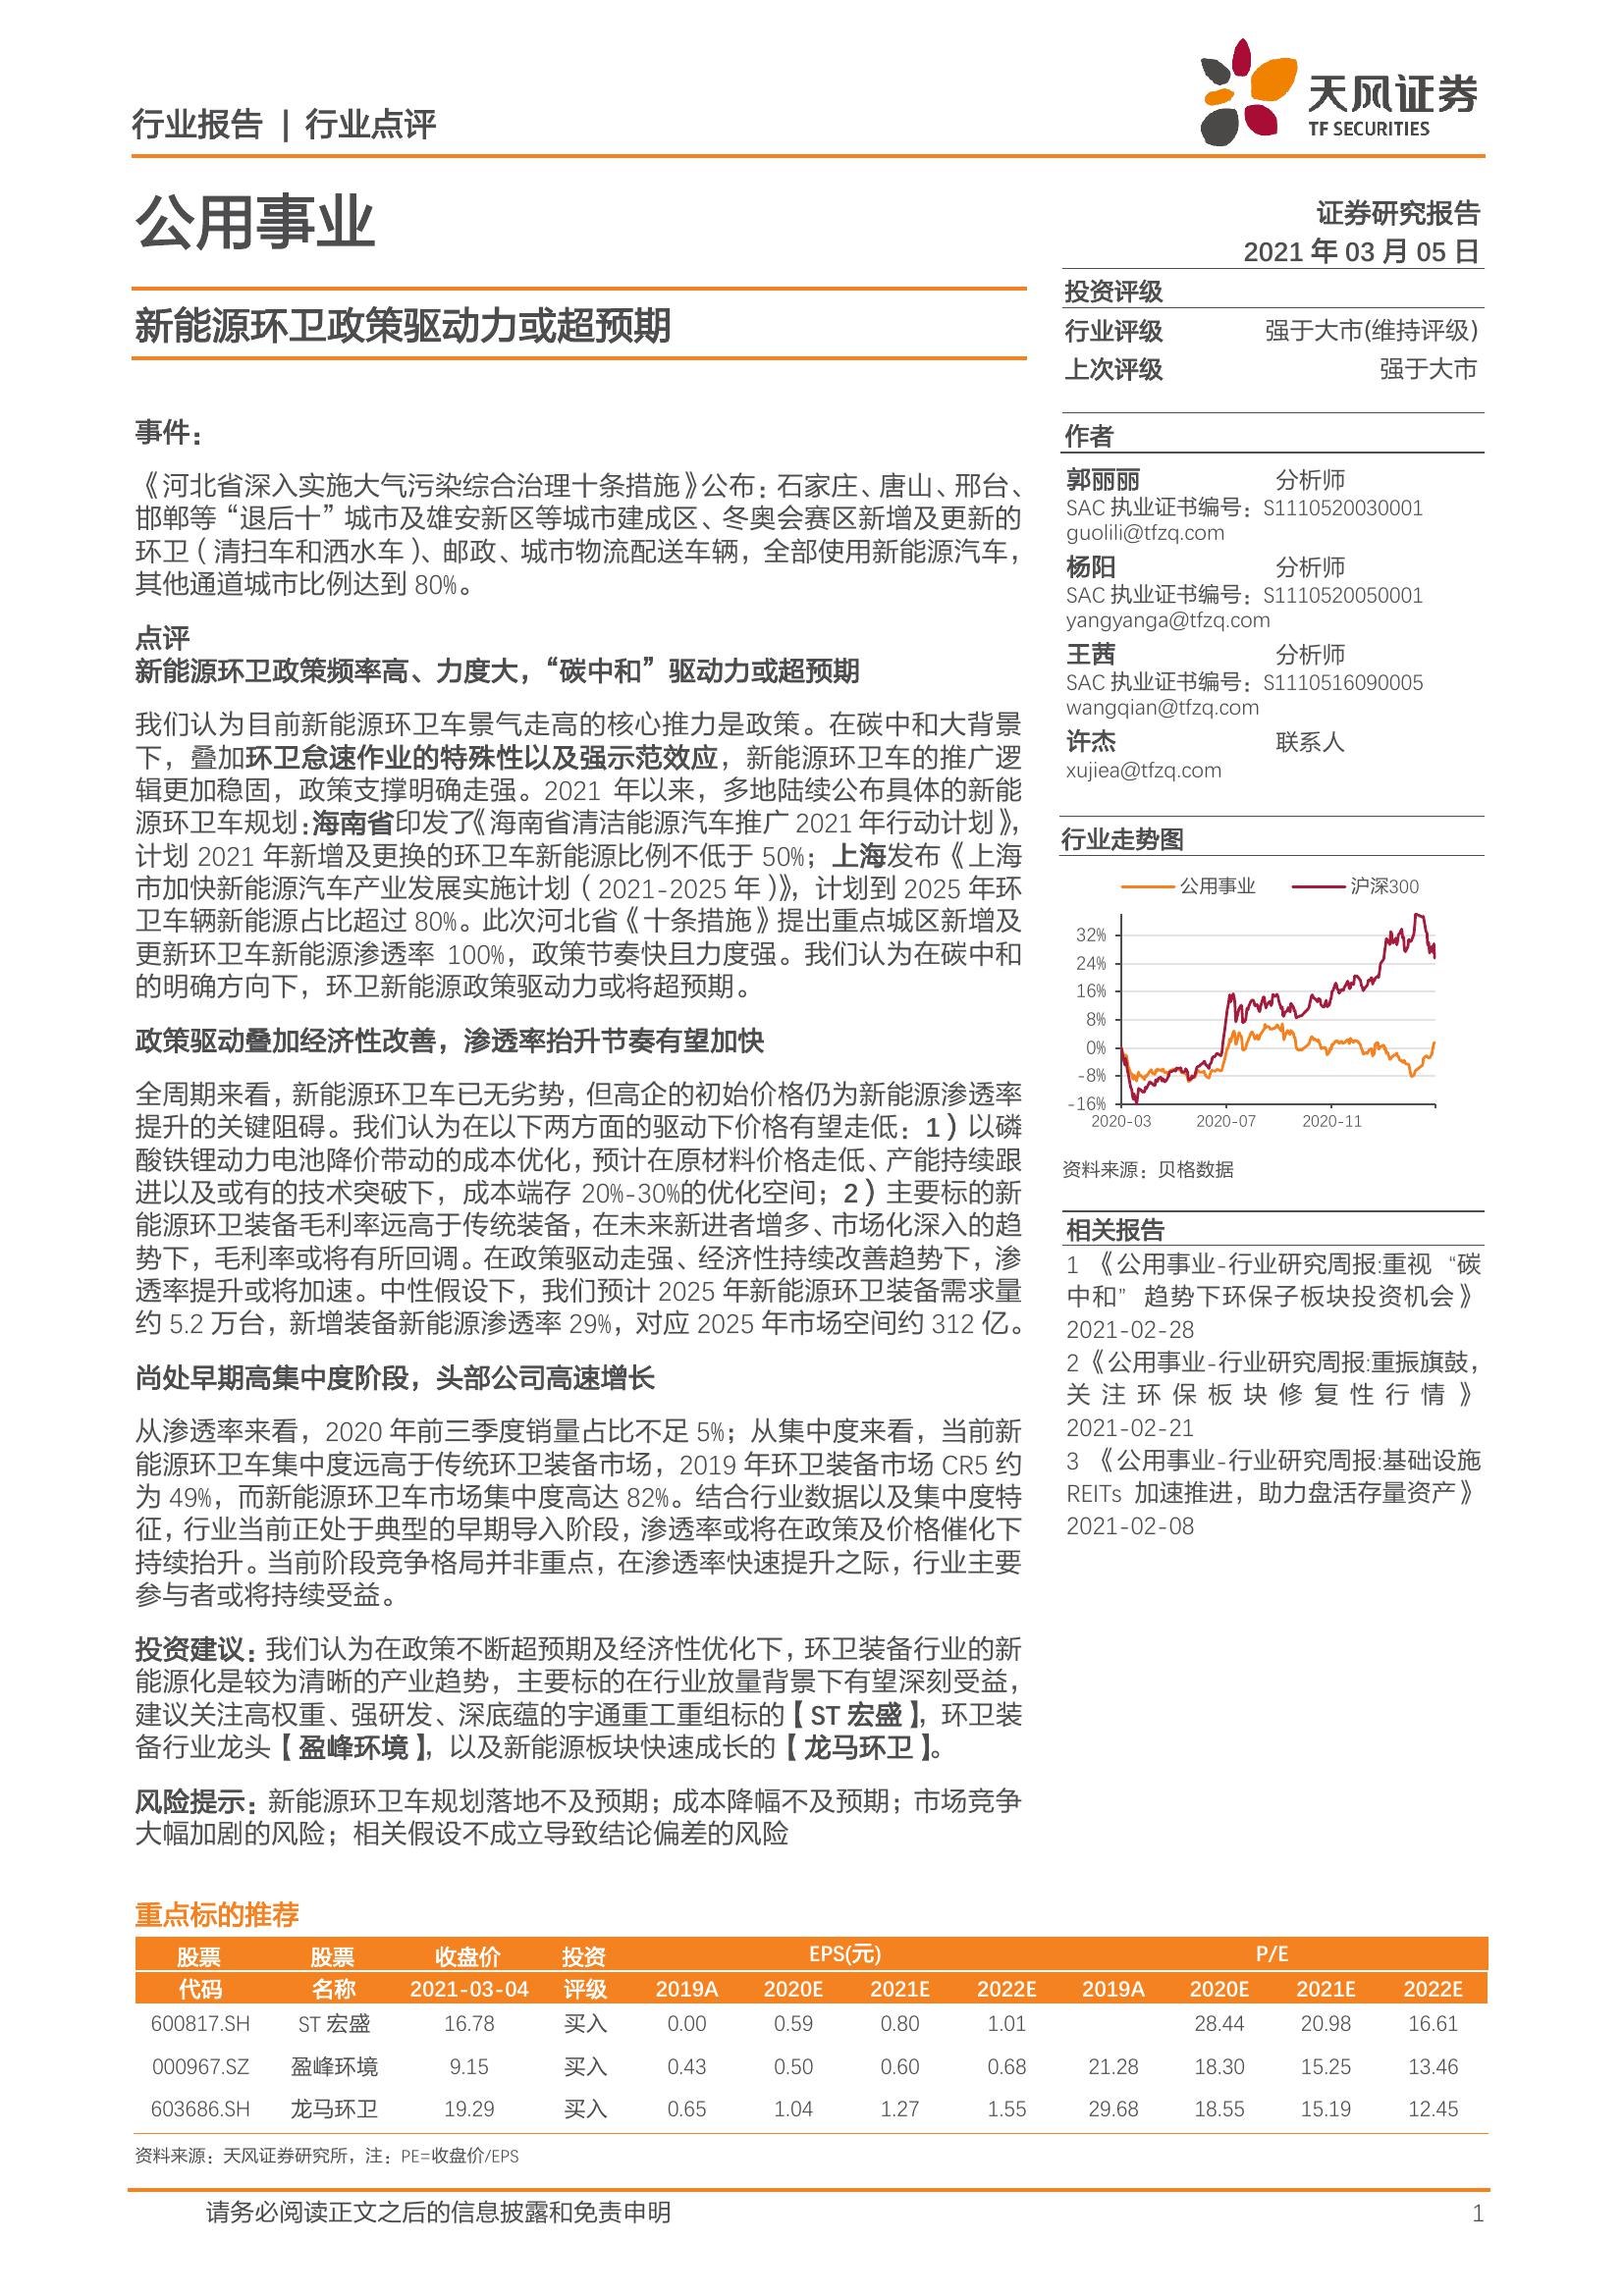 行业报告 | 行业点评
天风证券
TF SECURITIES
公用事业
证券研究报告
2021 年 03 月 05 日
新能源环卫政策驱动力或超预期
投资评级
行业评级 强于大市(维持评级)
上次评级 强于大市
事件：
《河北省深入实施大气污染综合治理十条措施》公布：石家庄、唐山、邢台、
邯郸等“退后十”城市及雄安新区等城市建成区、冬奥会赛区新增及更新的
环卫（清扫车和洒水车）、邮政、城市物流配送车辆，全部使用新能源汽车，
其他通道城市比例达到 80%。
点评
新能源环卫政策频率高、力度大，“碳中和”驱动力或超预期
我们认为目前新能源环卫车景气走高的核心推力是政策。在碳中和大背景
下，叠加环卫怠速作业的特殊性以及强示范效应，新能源环卫车的推广逻
辑更加稳固，政策支撑明确走强。2021 年以来，多地陆续公布具体的新能
源环卫车规划：海南省印发了《海南省清洁能源汽车推广 2021 年行动计划》，
计划 2021 年新增及更换的环卫车新能源比例不低于 50%；上海发布《上海
市加快新能源汽车产业发展实施计划（2021-2025 年）》，计划到 2025 年环
卫车辆新能源占比超过 80%。此次河北省《十条措施》提出重点城区新增及
更新环卫车新能源渗透率 100%，政策节奏快且力度强。我们认为在碳中和
的明确方向下，环卫新能源政策驱动力或将超预期。
政策驱动叠加经济性改善，渗透率抬升节奏有望加快
全周期来看，新能源环卫车已无劣势，但高企的初始价格仍为新能源渗透率
提升的关键阻碍。我们认为在以下两方面的驱动下价格有望走低：1）以磷
酸铁锂动力电池降价带动的成本优化，预计在原材料价格走低、产能持续跟
进以及或有的技术突破下，成本端存 20%-30%的优化空间；2）主要标的新
能源环卫装备毛利率远高于传统装备，在未来新进者增多、市场化深入的趋
势下，毛利率或将有所回调。在政策驱动走强、经济性持续改善趋势下，渗
透率提升或将加速。中性假设下，我们预计 2025 年新能源环卫装备需求量
约 5.2 万台，新增装备新能源渗透率 29%，对应 2025 年市场空间约 312 亿。
尚处早期高集中度阶段，头部公司高速增长
从渗透率来看，2020 年前三季度销量占比不足 5%；从集中度来看，当前新
能源环卫车集中度远高于传统环卫装备市场，2019 年环卫装备市场 CR5 约
为 49%，而新能源环卫车市场集中度高达 82%。结合行业数据以及集中度特
征，行业当前正处于典型的早期导入阶段，渗透率或将在政策及价格催化下
持续抬升。当前阶段竞争格局并非重点，在渗透率快速提升之际，行业主要
参与者或将持续受益。
投资建议：我们认为在政策不断超预期及经济性优化下，环卫装备行业的新
能源化是较为清晰的产业趋势，主要标的在行业放量背景下有望深刻受益，
建议关注高权重、强研发、深底蕴的宇通重工重组标的【ST 宏盛】，环卫装
备行业龙头【盈峰环境】，以及新能源板块快速成长的【龙马环卫】。
风险提示：新能源环卫车规划落地不及预期；成本降幅不及预期；市场竞争
大幅加剧的风险；相关假设不成立导致结论偏差的风险
作者
郭丽丽 分析师
SAC 执业证书编号：S1110520030001
guolili@tfzq.com
杨阳 分析师
SAC 执业证书编号：S1110520050001
yangyanga@tfzq.com
王茜 分析师
SAC 执业证书编号：S1110516090005
wangqian@tfzq.com
许杰 联系人
xujiea@tfzq.com
行业走势图
公用事业 沪深300
32%
24%
16%
8%
0%
-8%
-16%
2020-03 2020-07 2020-11
资料来源：贝格数据
相关报告
1 《公用事业-行业研究周报:重视 “碳
中和” 趋势下环保子板块投资机会》
2021-02-28
2《公用事业-行业研究周报:重振旗鼓，
关注环保板块修复性行情》
2021-02-21
3 《公用事业-行业研究周报:基础设施
REITs 加速推进，助力盘活存量资产》
2021-02-08
重点标的推荐
股票 股票 收盘价 投资 EPS(元) P/E
代码 名称 2021-03-04 评级 2019A 2020E 2021E 2022E 2019A 2020E 2021E 2022E
600817.SH ST 宏盛 16.78 买入 0.00 0.59 0.80 1.01 28.44 20.98 16.61
000967.SZ 盈峰环境 9.15 买入 0.43 0.50 0.60 0.68 21.28 18.30 15.25 13.46
603686.SH 龙马环卫 19.29 买入 0.65 1.04 1.27 1.55 29.68 18.55 15.19 12.45
资料来源：天风证券研究所，注：PE=收盘价/EPS
请务必阅读正文之后的信息披露和免责申明 1